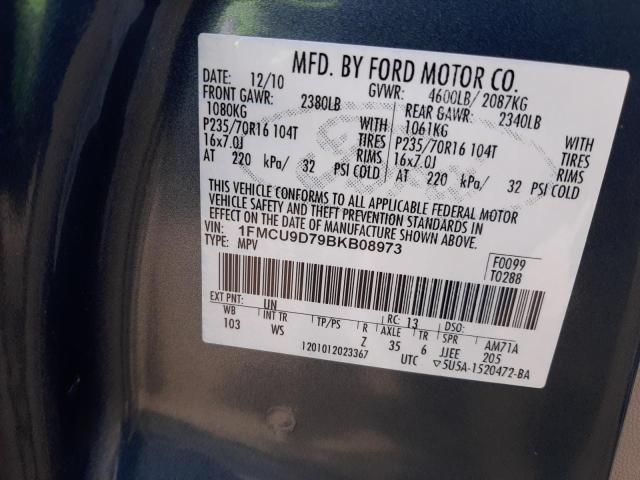 MFD. BY FORD MOTOR CO.
DATE: 12/10 GVWR: 4600LB/ 2087KG
FRONT GAWR: 2380LB REAR GAWR: 2340LB
1080KG 1061KG
P235/70R16 104T WITH TIRES P235/70R16 104T WITH TIRES
16x7.0J RIMS 16x7.0J RIMS
AT 220 kPa/ 32 PSI COLD AT 220 kPa/ 32 PSI COLD
THIS VEHICLE CONFORMS TO ALL APPLICABLE FEDERAL MOTOR
VEHICLE SAFETY AND THEFT PREVENTION STANDARDS IN
EFFECT ON THE DATE OF MANUFACTURE SHOWN ABOVE.
VIN: 1FMCU9D79BKB08973
TYPE: MPV
F0099
T0288
EXT PNT: UN RC: 13 DSO:
WB INT TR TP/PS R AXLE TR SPR AM71A
103 WS Z 35 6 JJEE 205
1201012023367 UTC ▽5U5A-1520472-BA